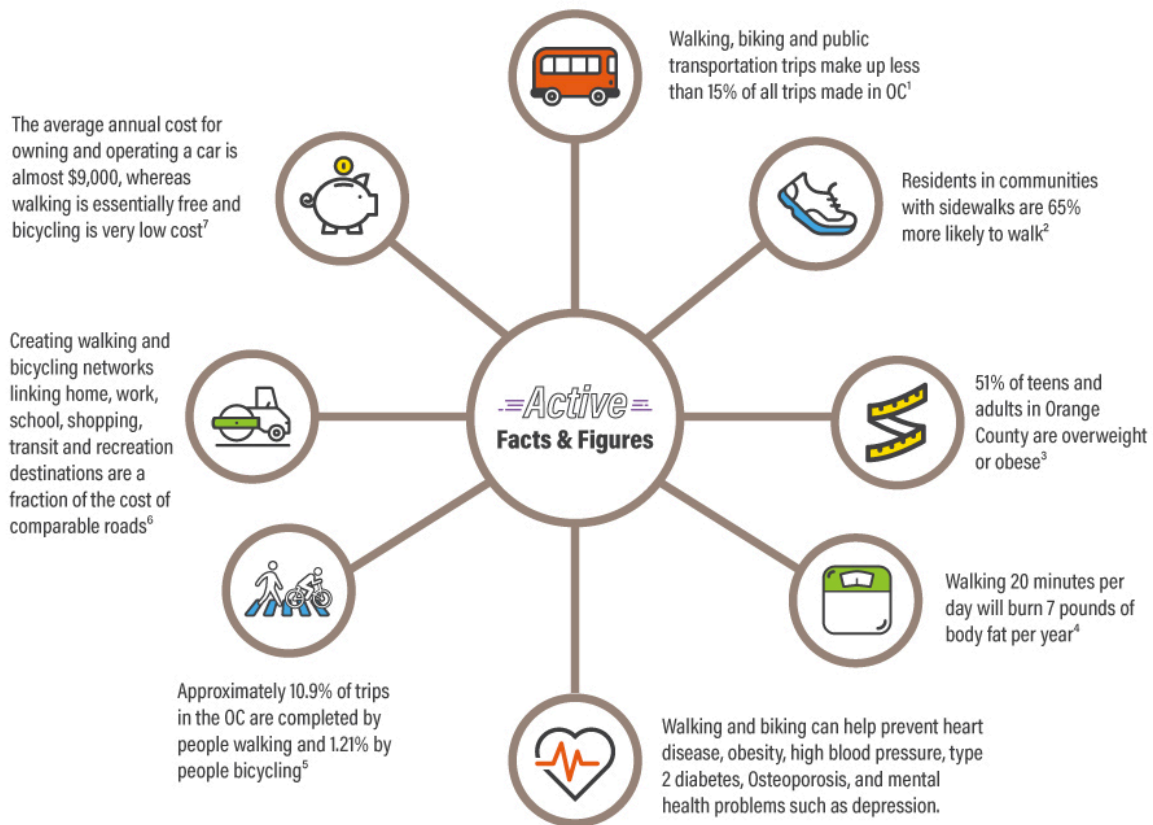 Walking, biking and public
transportation trips make up less
than 15% of all trips made in OC¹
The average annual cost for
owning and operating a car is
almost $9,000, whereas
walking is essentially free and
bicycling is very low cost⁷
Residents in communities
with sidewalks are 65%
more likely to walk²
Creating walking and
bicycling networks
linking home, work,
school, shopping,
transit and recreation
destinations are a
fraction of the cost of
comparable roads⁶
Active
Facts & Figures
51% of teens and
adults in Orange
County are overweight
or obese³
Walking 20 minutes per
day will burn 7 pounds of
body fat per year⁴
Approximately 10.9% of trips
in the OC are completed by
people walking and 1.21% by
people bicycling⁵
Walking and biking can help prevent heart
disease, obesity, high blood pressure, type
2 diabetes, Osteoporosis, and mental
health problems such as depression.